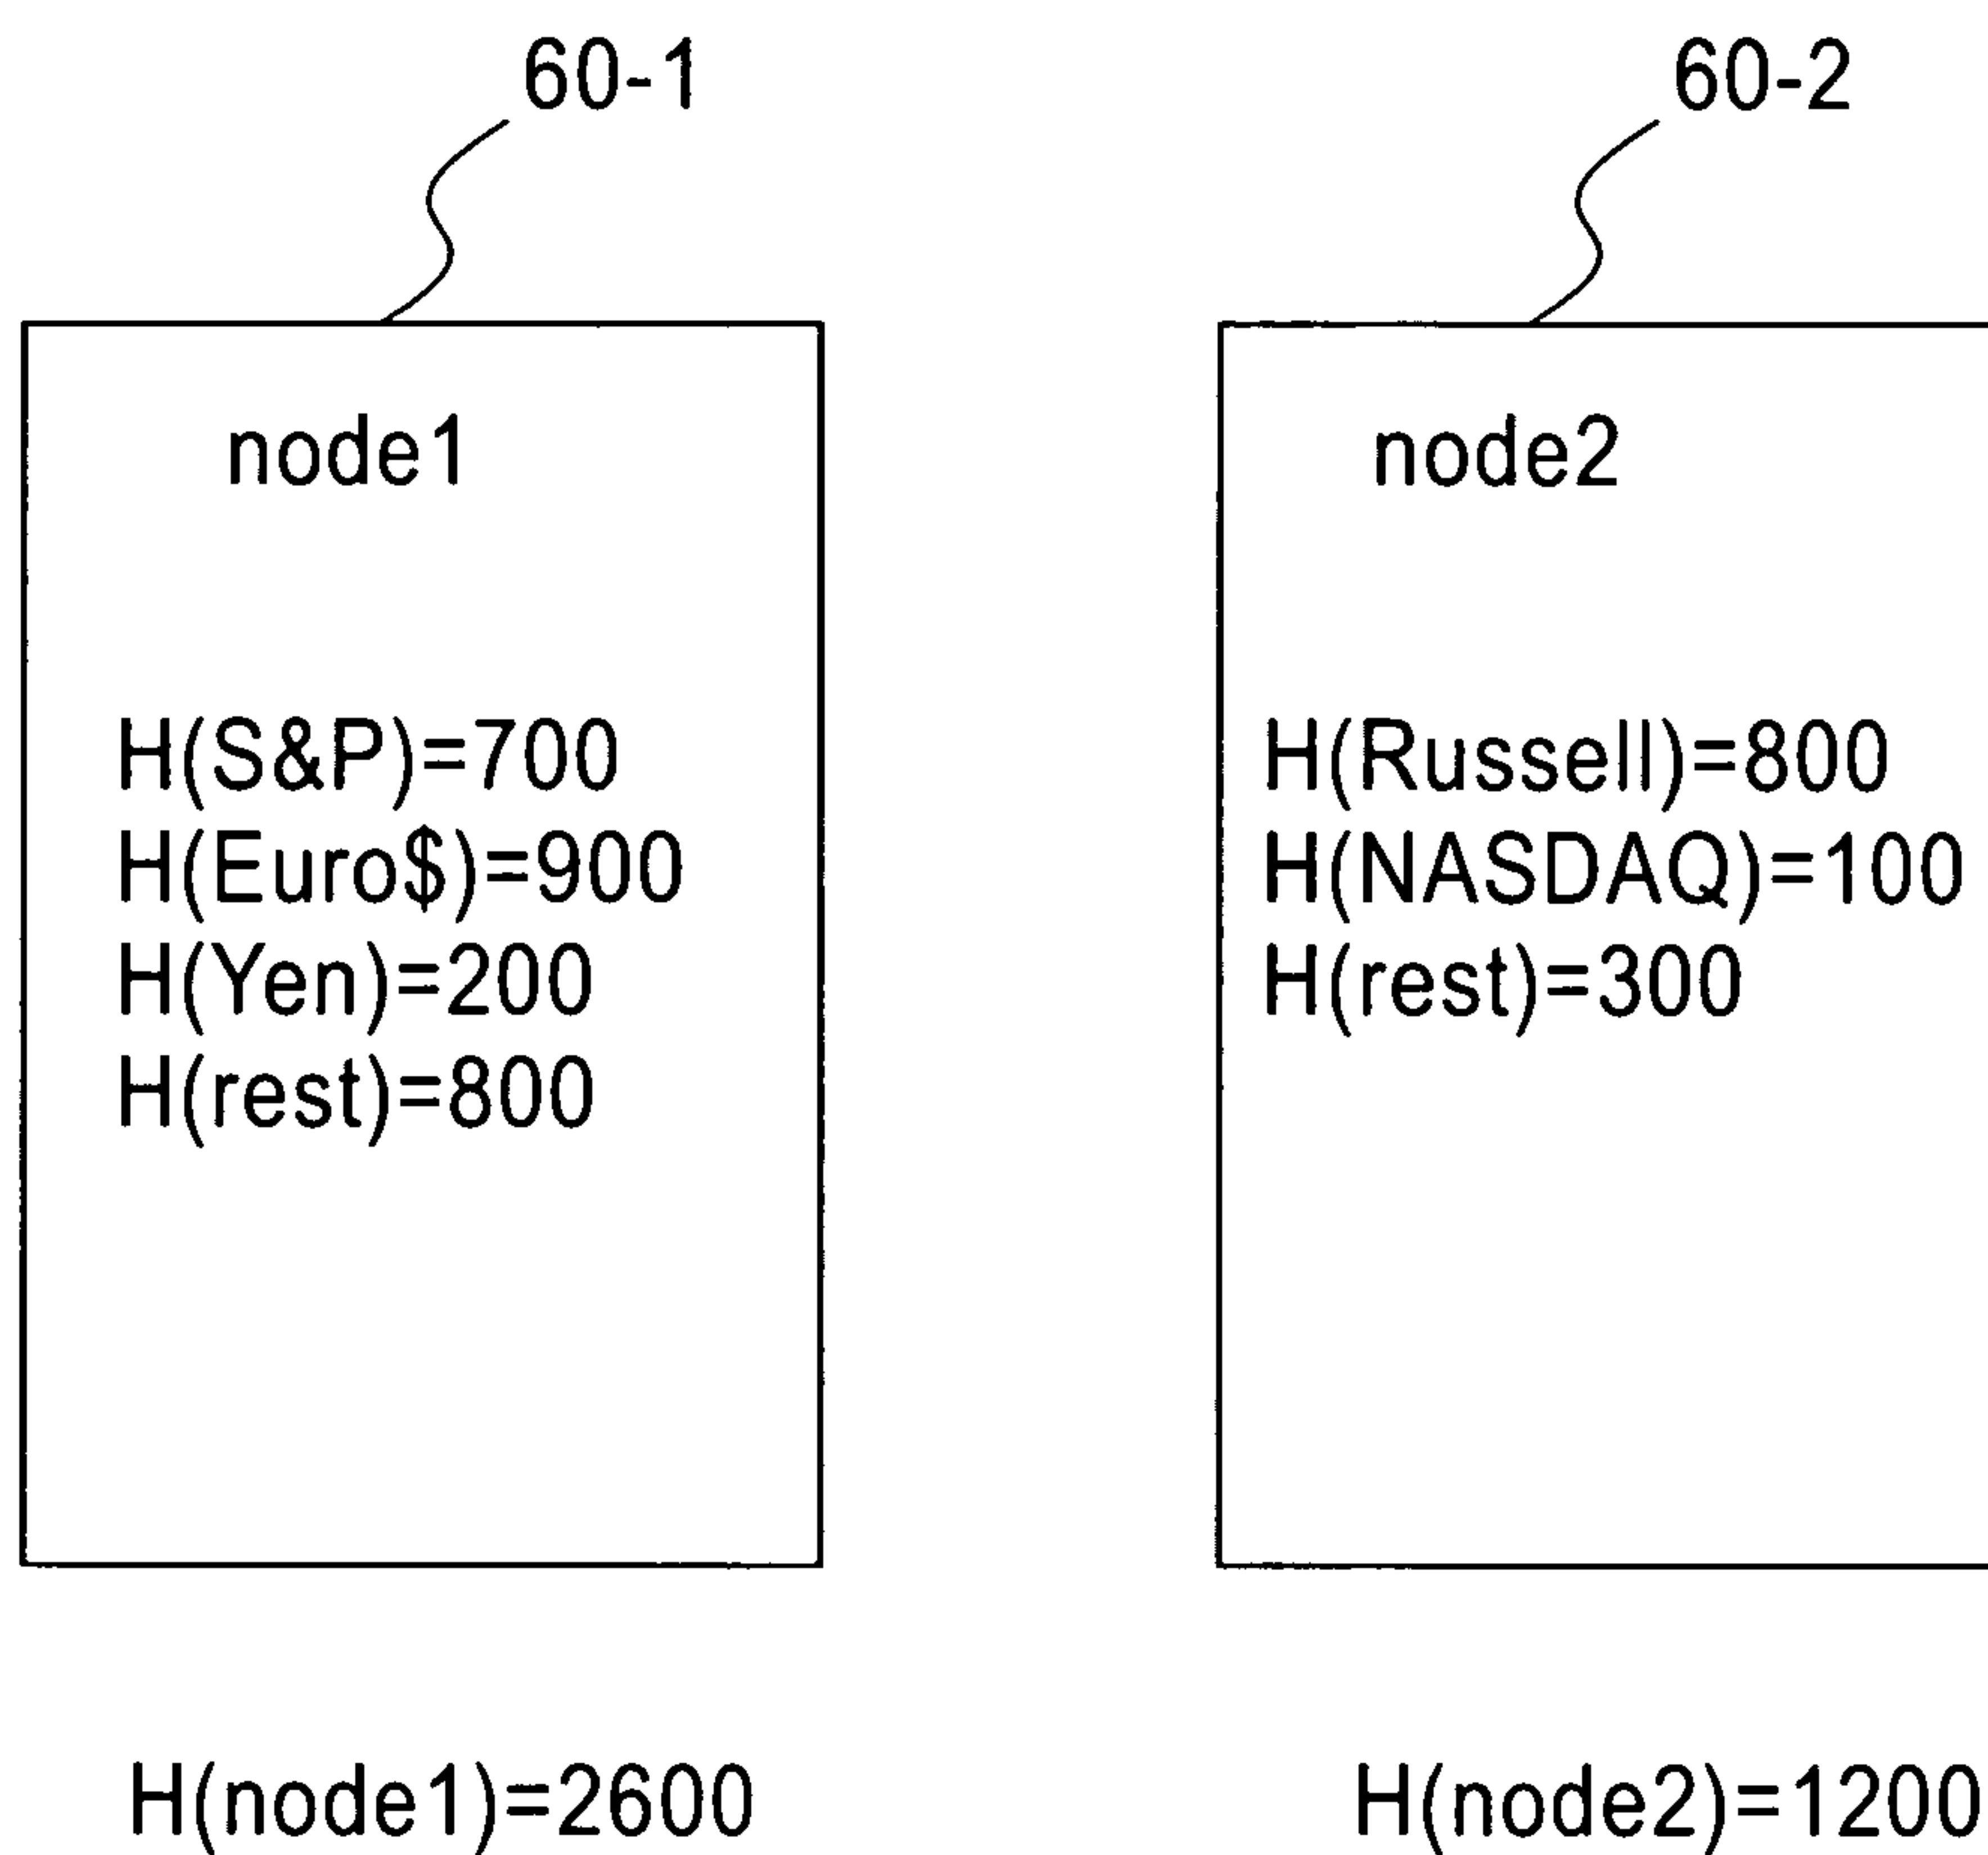 60-1
60-2
node1
H(S&P)=700
H(Euro$)=900
H(Yen)=200
H(rest)=800
node2
H(Russell)=800
H(NASDAQ)=100
H(rest)=300
H(node1)=2600
H(node2)=1200